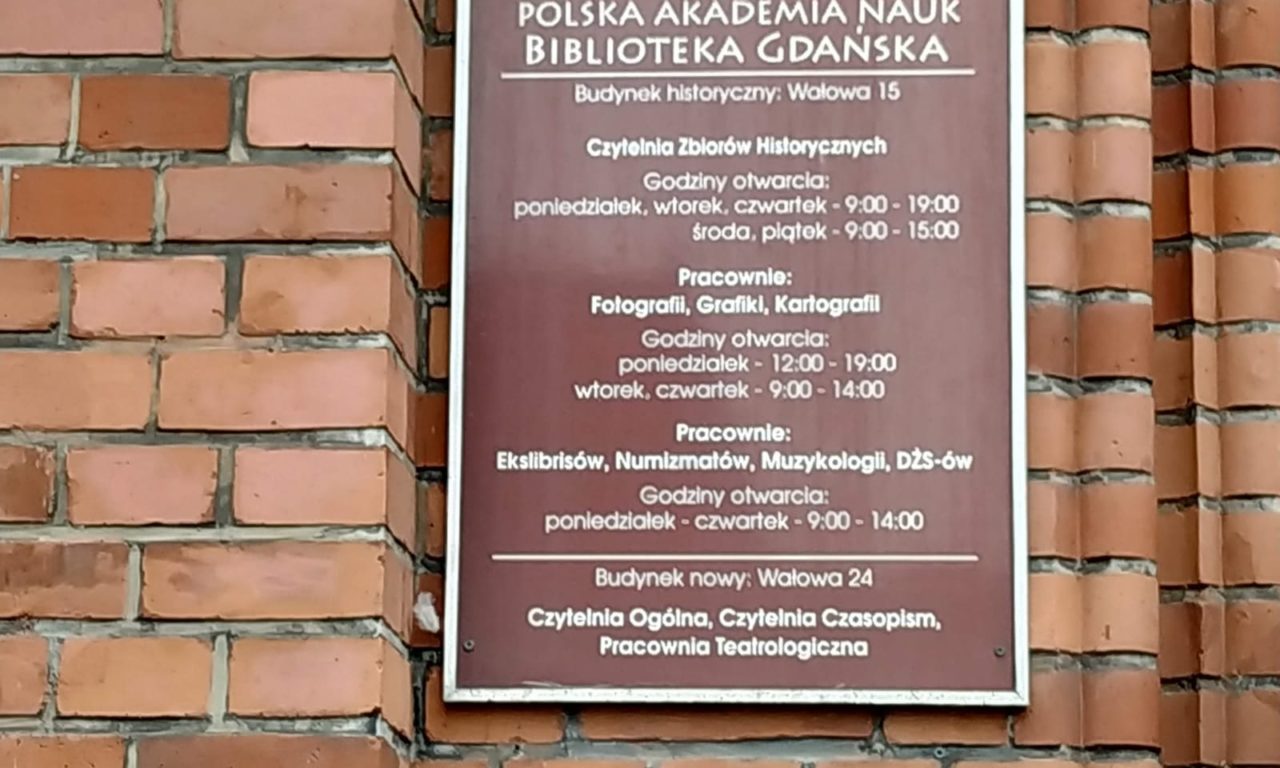 POLSKA AKADEMIA NAUK
BIBLIOTEKA GDAŃSKA
Budynek historyczny: Wałowa 15
Czytelnia Zbiorów Historycznych
Godziny otwarcia:
poniedziałek, wtorek, czwartek - 9:00 - 19:00
środa, piątek - 9:00 - 15:00
Pracownie:
Fotografii, Grafiki, Kartografii
Godziny otwarcia:
poniedziałek - 12:00 - 19:00
wtorek, czwartek - 9:00 - 14:00
Pracownie:
Ekslibrisów, Numizmatów, Muzykologii, DŻS-ów
Godziny otwarcia:
poniedziałek - czwartek - 9:00 - 14:00
Budynek nowy: Wałowa 24
Czytelnia Ogólna, Czytelnia Czasopism,
Pracownia Teatrologiczna